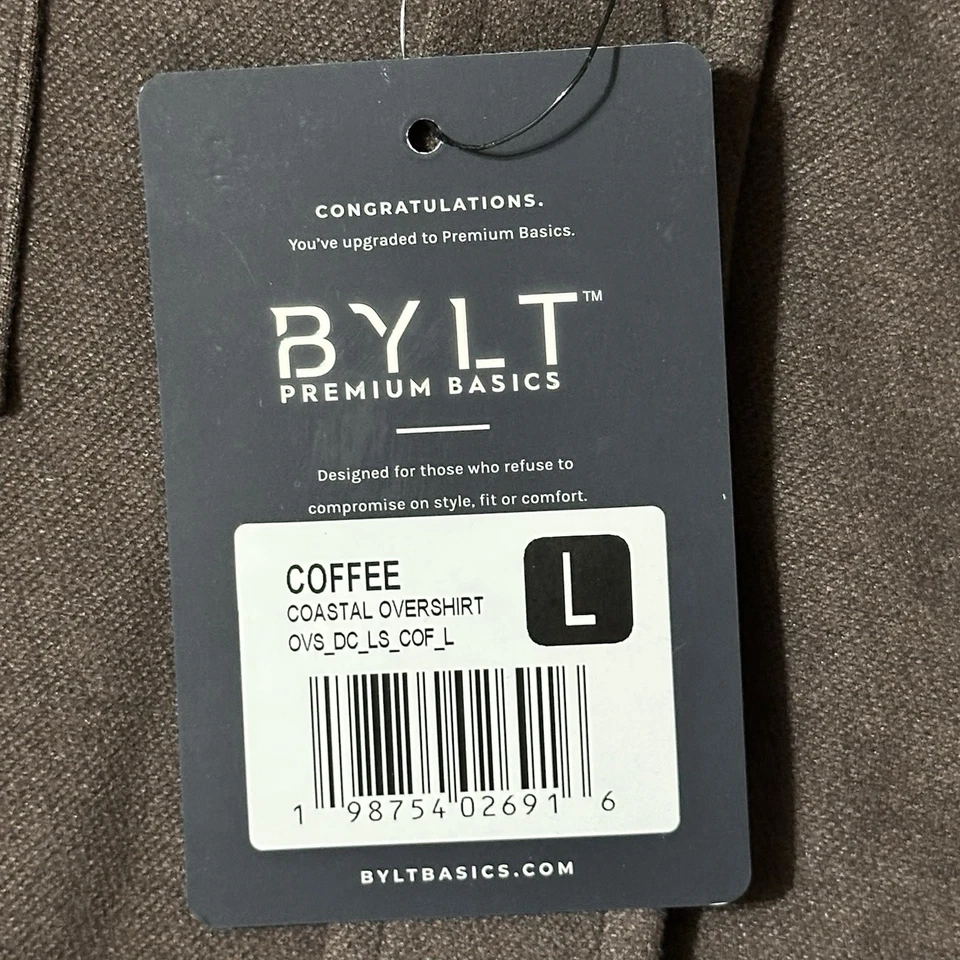 CONGRATULATIONS.
You've upgraded to Premium Basics.
BYLT™
PREMIUM BASICS
Designed for those who refuse to
compromise on style, fit or comfort.
COFFEE
L
COASTAL OVERSHIRT
OVS_DC_LS_COF_L
1 98754 02691 6
BYLTBASICS.COM